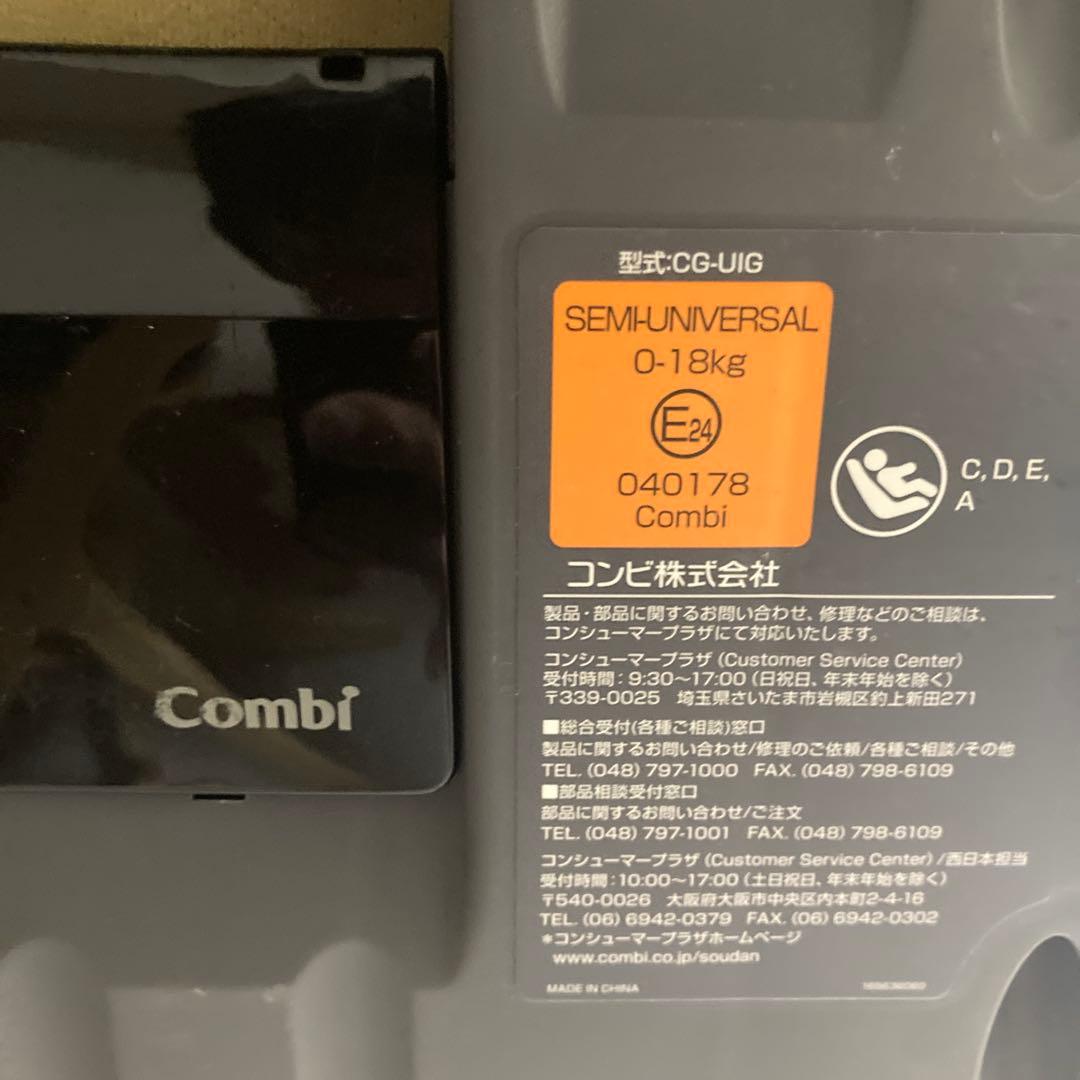 型式:CG-UIG
SEMI-UNIVERSAL
0-18kg
E24
040178
Combi
C, D, E,
A
コンビ株式会社
製品・部品に関するお問い合わせ、修理などのご相談は、
コンシューマープラザにて対応いたします。
コンシューマープラザ (Customer Service Center)
受付時間:9:30〜17:00 (日祝日、年末年始を除く)
〒339-0025 埼玉県さいたま市岩槻区釣上新田271
■総合受付(各種ご相談)窓口
製品に関するお問い合わせ/修理のご依頼/各種ご相談/その他
TEL. (048) 797-1000 FAX. (048) 798-6109
■部品相談受付窓口
部品に関するお問い合わせ/ご注文
TEL. (048) 797-1001 FAX. (048) 798-6109
コンシューマープラザ (Customer Service Center) /西日本担当
受付時間:10:00〜17:00 (土日祝日、年末年始を除く)
〒540-0026 大阪府大阪市中央区内本町2-4-16
TEL. (06) 6942-0379 FAX. (06) 6942-0302
*コンシューマープラザホームページ
www.combi.co.jp/soudan
MADE IN CHINA
Combi